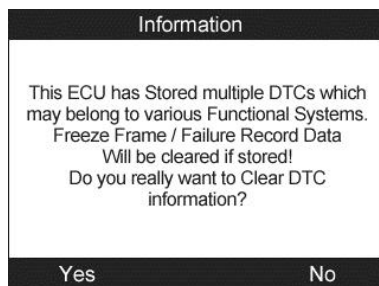 Information
This ECU has Stored multiple DTCs which
may belong to various Functional Systems.
Freeze Frame / Failure Record Data
Will be cleared if stored!
Do you really want to Clear DTC
information?
Yes No